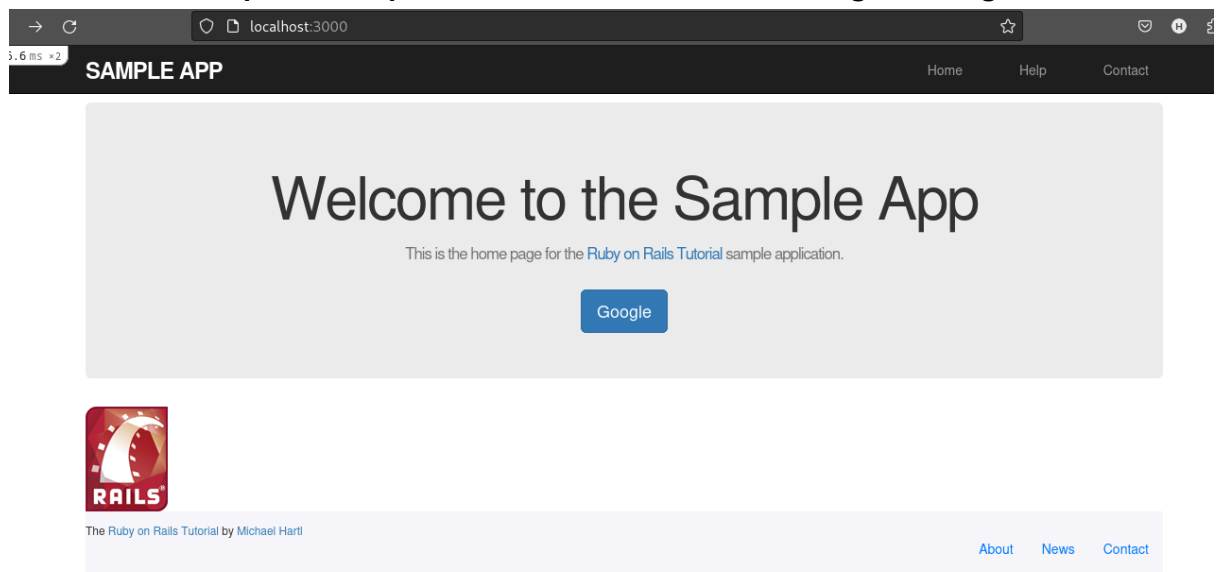 localhost:3000
6.6 ms ×2
SAMPLE APP Home Help Contact
Welcome to the Sample App
This is the home page for the Ruby on Rails Tutorial sample application.
Google
RAILS®
The Ruby on Rails Tutorial by Michael Hartl
About News Contact